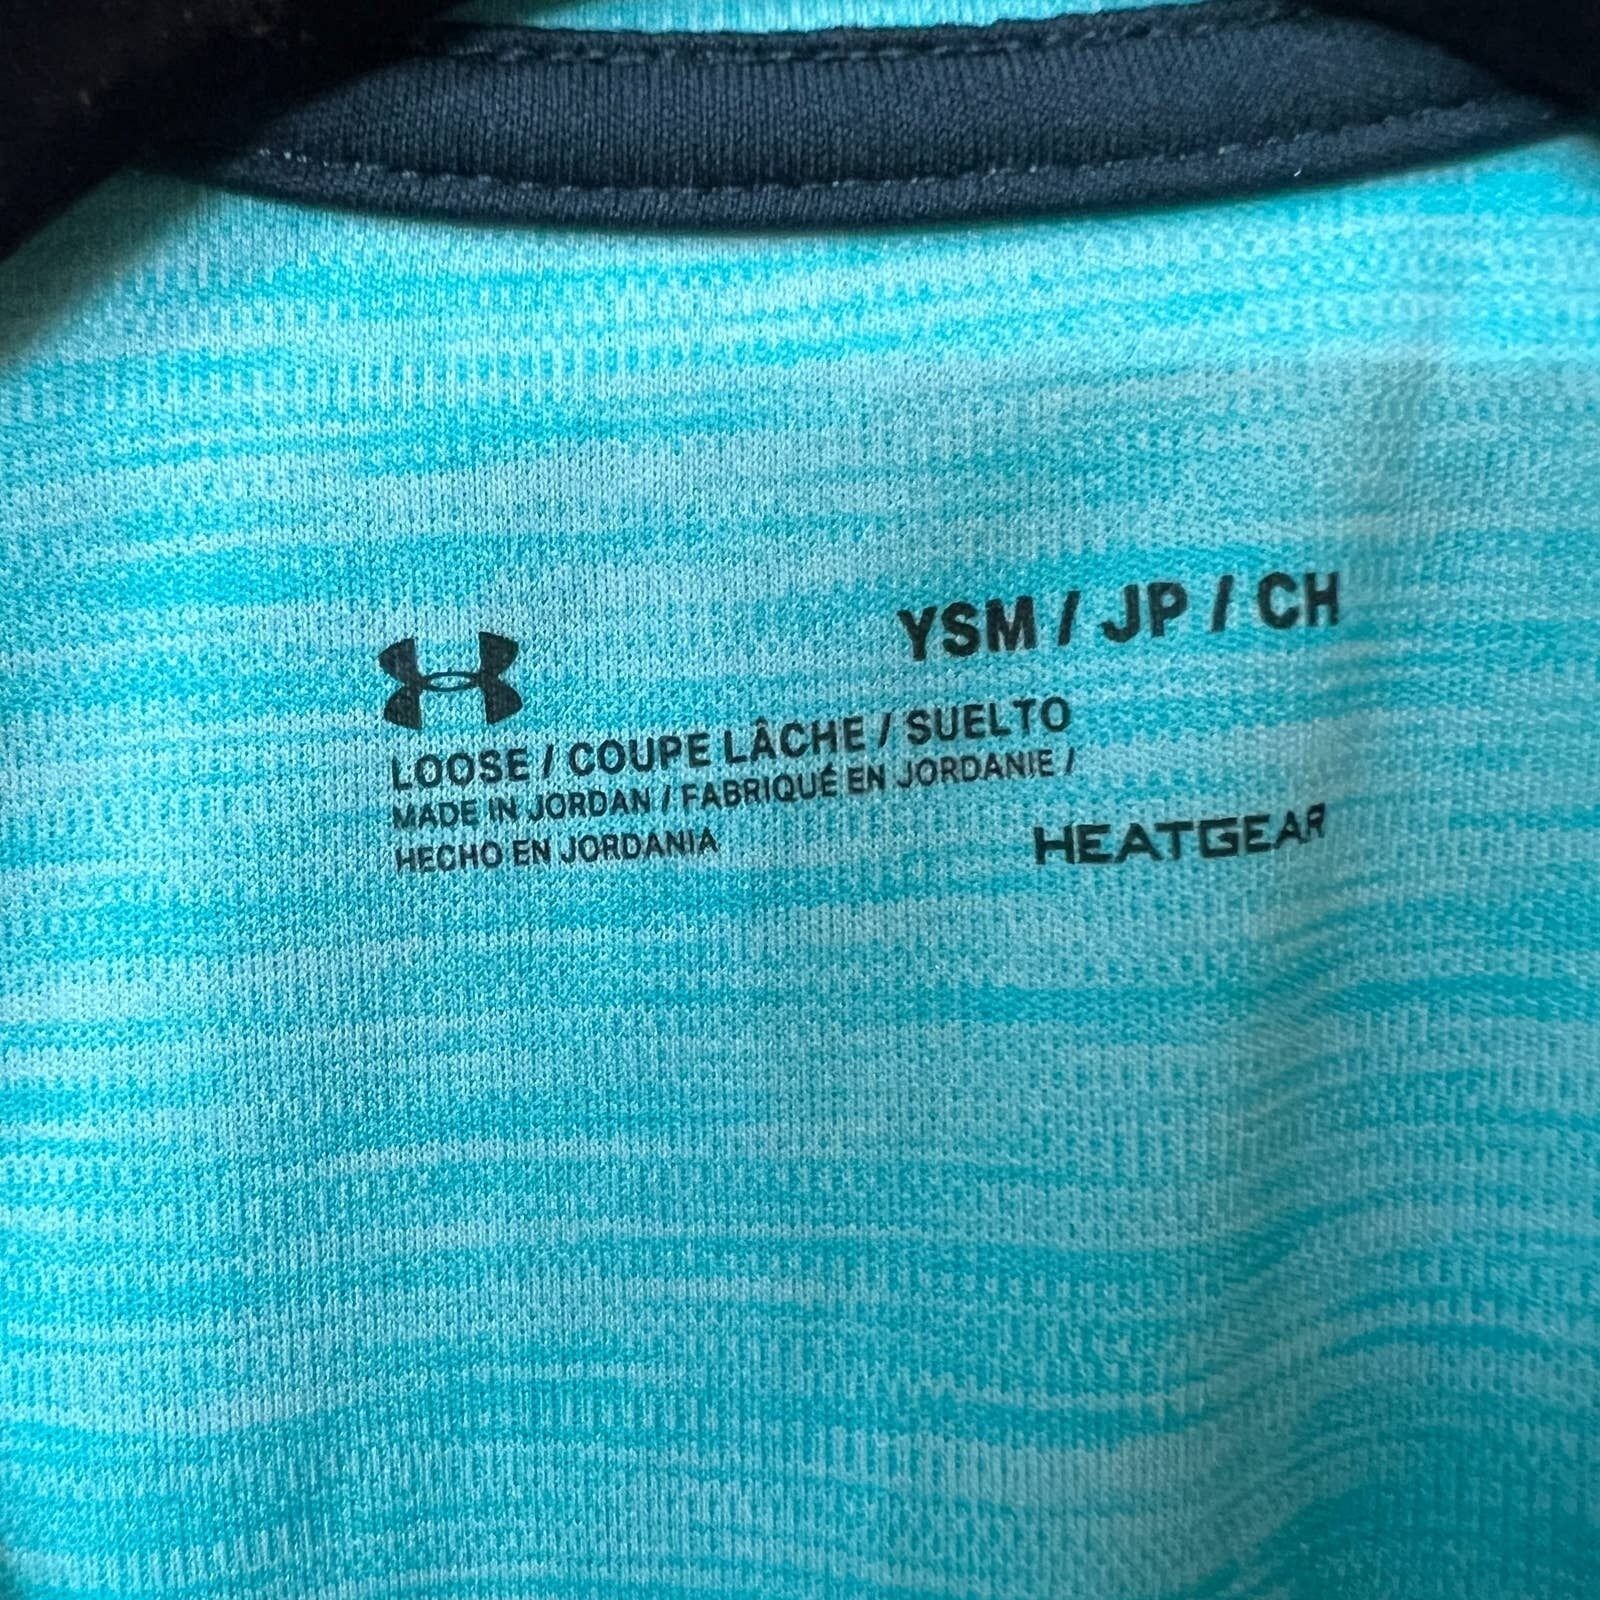 YSM / JP / CH
LOOSE / COUPE LÂCHE / SUELTO
MADE IN JORDAN / FABRIQUÉ EN JORDANIE /
HECHO EN JORDANIA
HEATGEAR